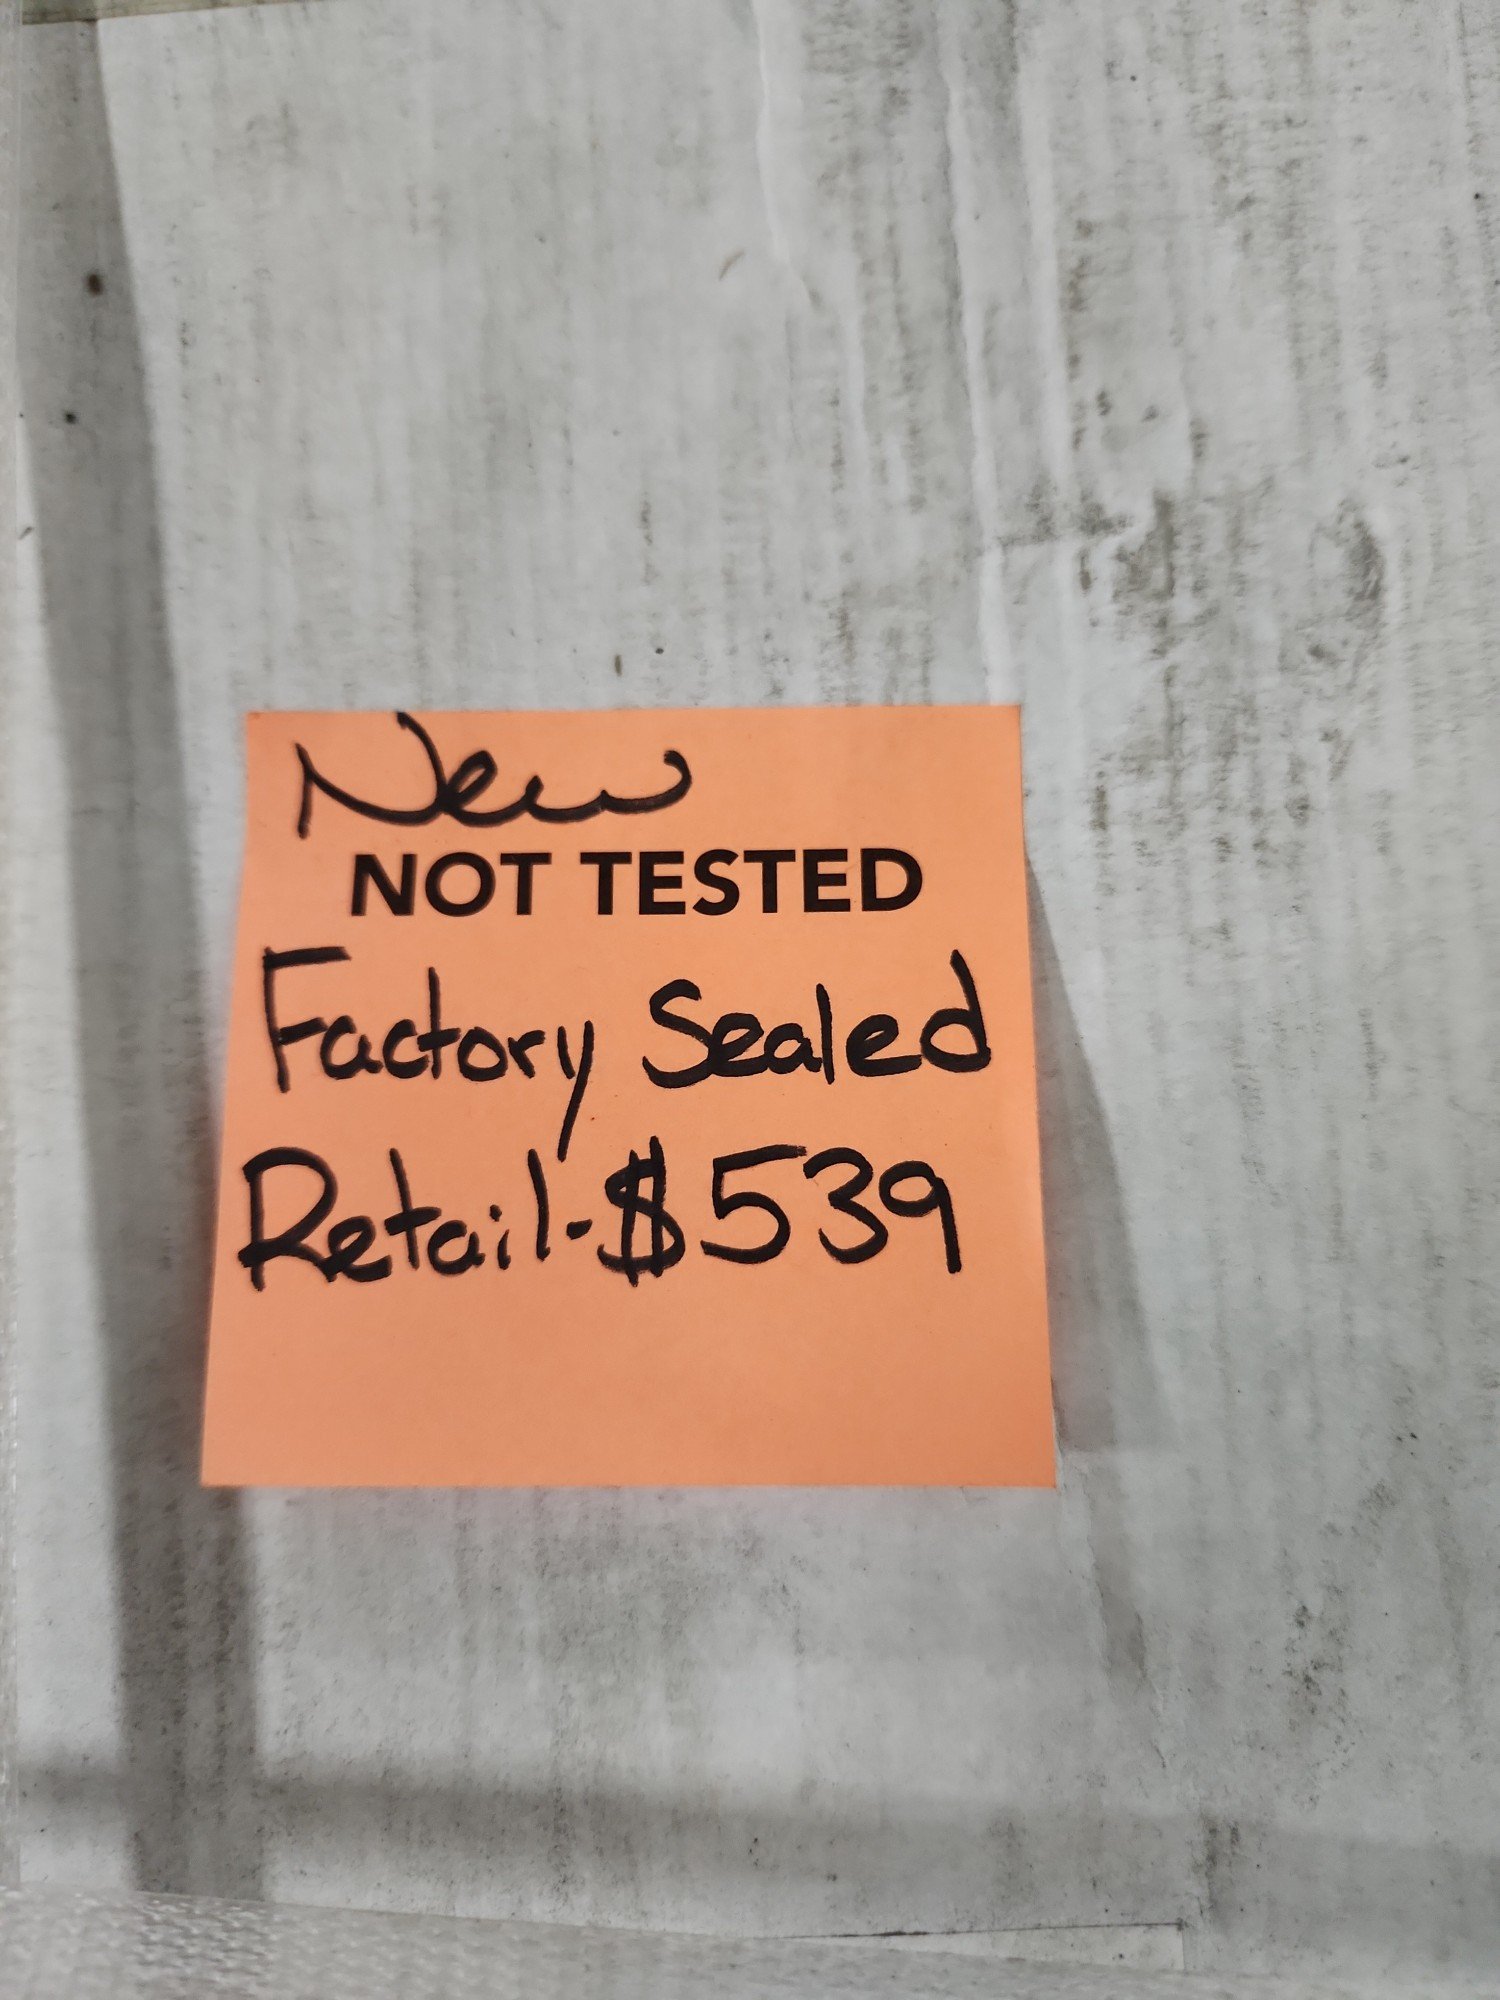 New
NOT TESTED
Factory Sealed
Retail-$539